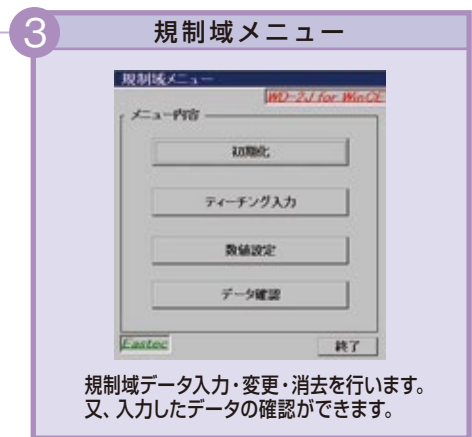 3
規制域メニュー
規制域メニュー
WD-2J for WinCE
メニュー内容
初期化
ティーチング入力
数値設定
データ確認
Eastec
終了
規制域データ入力・変更・消去を行います。
又、入力したデータの確認ができます。